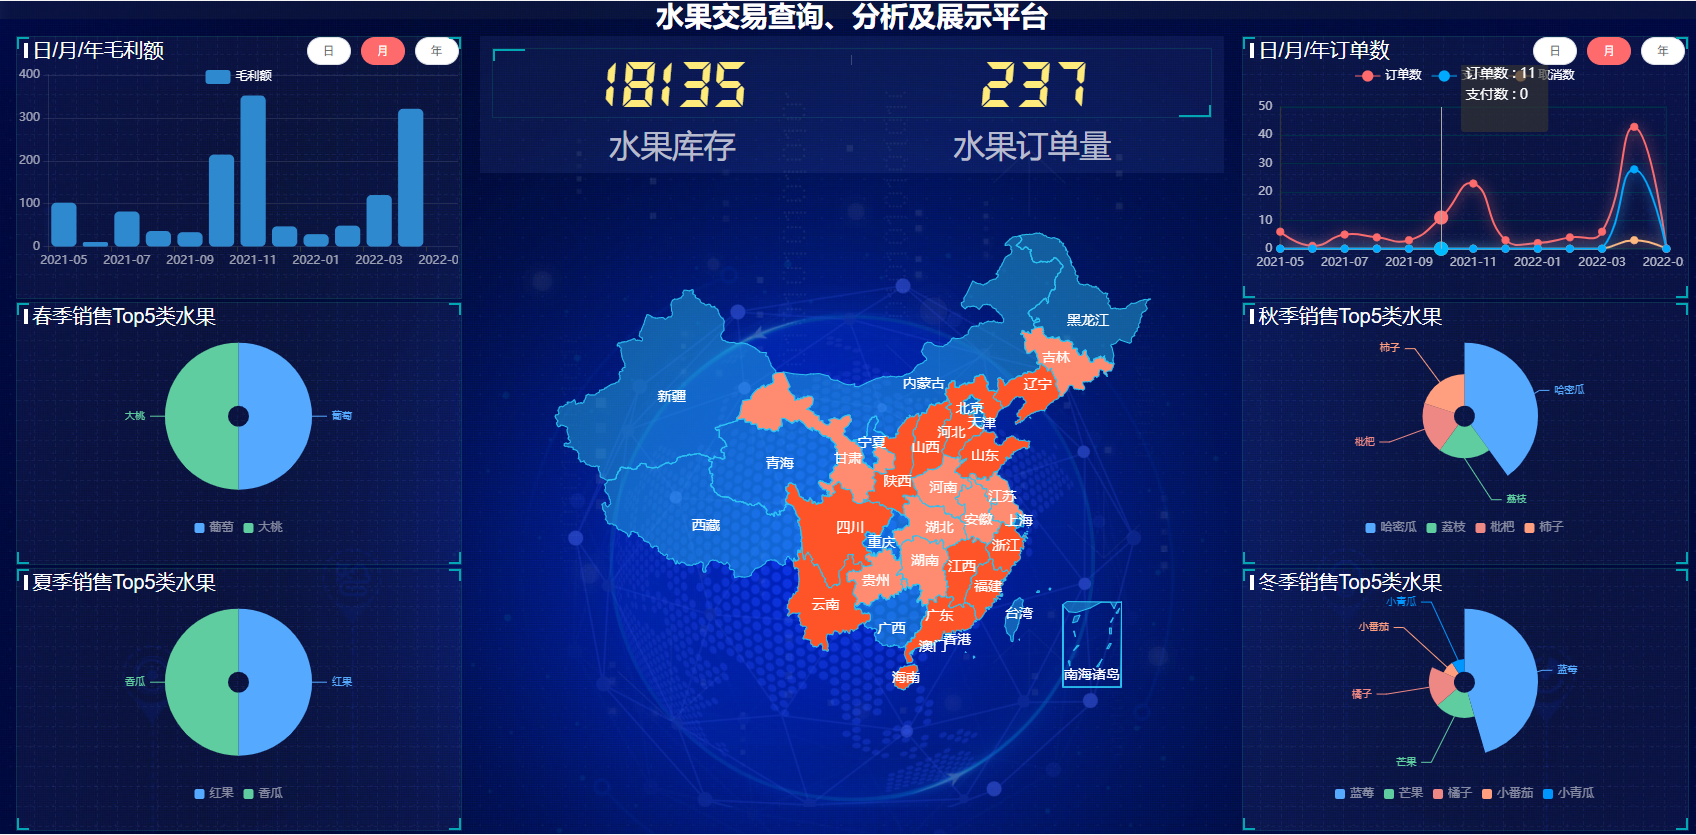 水果交易查询、分析及展示平台
日/月/年毛利额
日 月 年
毛利额
400
300
200
100
0
2021-05 2021-07 2021-09 2021-11 2022-01 2022-03 2022-0
春季销售Top5类水果
大桃 葡萄
葡萄 大桃
夏季销售Top5类水果
香瓜 红果
红果 香瓜
18135 237
水果库存 水果订单量
黑龙江
吉林
辽宁
内蒙古
新疆
北京
天津
河北
宁夏
山西
山东
青海
甘肃
陕西
河南
江苏
西藏
四川
湖北
安徽
上海
重庆
浙江
湖南
江西
贵州
福建
云南
广东
台湾
广西
香港
澳门
海南
南海诸岛
日/月/年订单数
日 月 年
订单数 取消数
订单数 : 11
支付数 : 0
50
40
30
20
10
0
2021-05 2021-07 2021-09 2021-11 2022-01 2022-03 2022-0
秋季销售Top5类水果
柿子
哈密瓜
枇杷
荔枝
哈密瓜 荔枝 枇杷 柿子
冬季销售Top5类水果
小青瓜
小番茄
蓝莓
橘子
芒果
蓝莓 芒果 橘子 小番茄 小青瓜